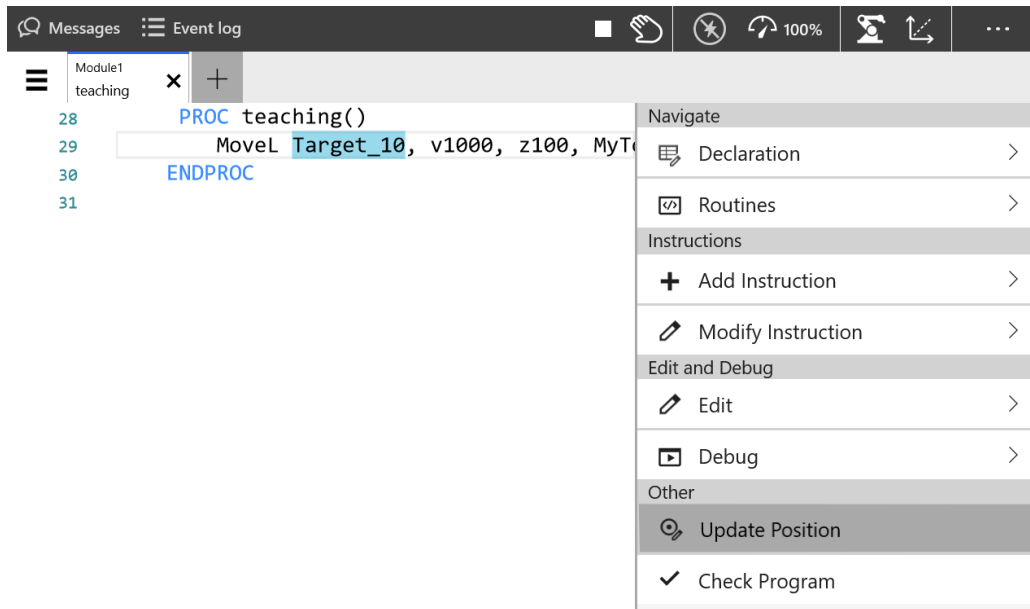 Messages Event log 100% ...
Module1
teaching
28 PROC teaching()
29 MoveL Target_10, v1000, z100,
30 ENDPROC
31
Navigate
Declaration
Routines
Instructions
Add Instruction
Modify Instruction
Edit and Debug
Edit
Debug
Other
Update Position
Check Program